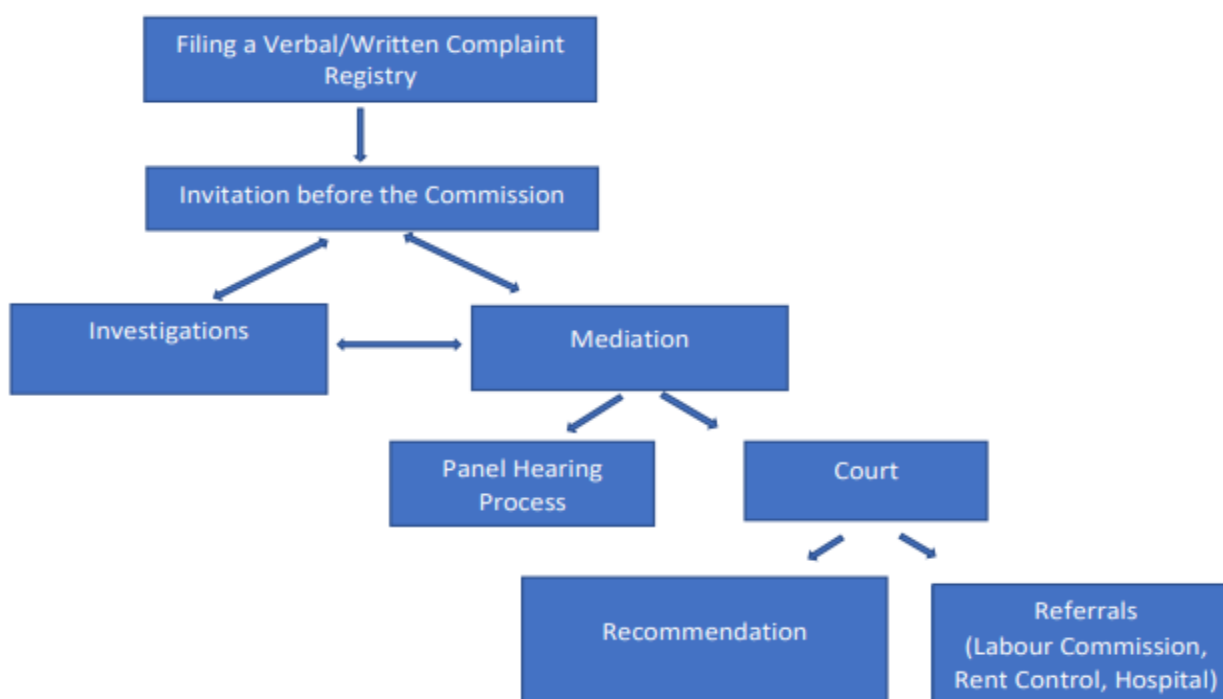 Filing a Verbal/Written Complaint
Registry
Invitation before the Commission
Investigations
Mediation
Panel Hearing
Process
Court
Recommendation
Referrals
(Labour Commission,
Rent Control, Hospital)